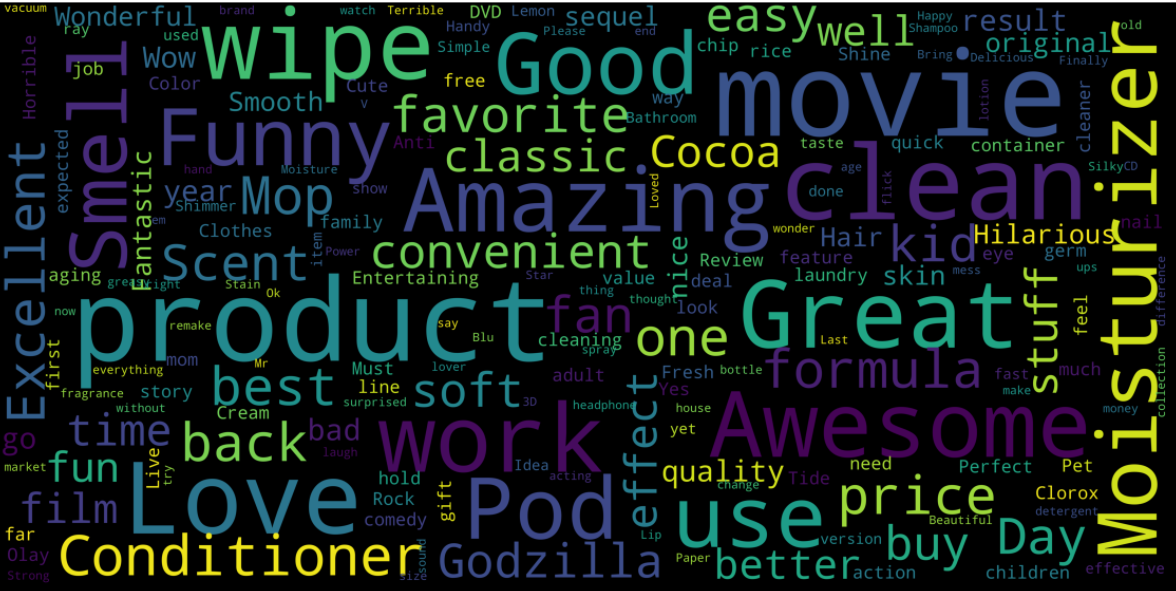 vacuum
Wonderful
brand
watch
Terrible
DVD
Lemon
sequel
easy
Happy
result
old
ray
used
wipe
Handy
Please
end
well
Shampoo
original
Horrible
job
Wow
Simple
Good
chip
rice
Shine
Bring
Delicious
Finally
Smell
Color
Cute
free
way
movie
lotion
cleaner
Smooth
v
favorite
Bathroom
expected
Funny
Anti
classic
Cocoa
taste
quick
container
Moisturizer
Excellent
Fantastic
hand
Moisture
Amazing
Loved
clean
age
flick
Silky
CD
year
Mop
show
done
Shimmer
em
family
wonder
Hair
kid
Hilarious
nail
Clothes
item
Power
convenient
nice
Review
feature
eye
germ
aging
greasy
right
Scent
Stain
Entertaining
Star
value
deal
laundry
skin
mess
ups
Ok
product
thing
thought
look
Great
stuff
feel
difference
now
remake
say
Blu
fan
cleaning
spray
one
Last
first
everything
Mr
mom
Must
lover
adult
Fresh
bottle
formula
fast
much
fragrance
story
best
line
surprised
soft
3D
headphone
effect
Yes
house
make
collection
without
Cream
money
go
time
back
bad
laugh
work
yet
Awesome
market
fun
Live
try
Idea
acting
quality
Tide
need
Perfect
Pet
hold
change
Clorox
film
Love
Rock
gift
Pod
use
price
detergent
comedy
Beautiful
far
Lip
version
Day
Olay
Conditioner
sound
Godzilla
Paper
better
buy
Strong
size
action
children
effective